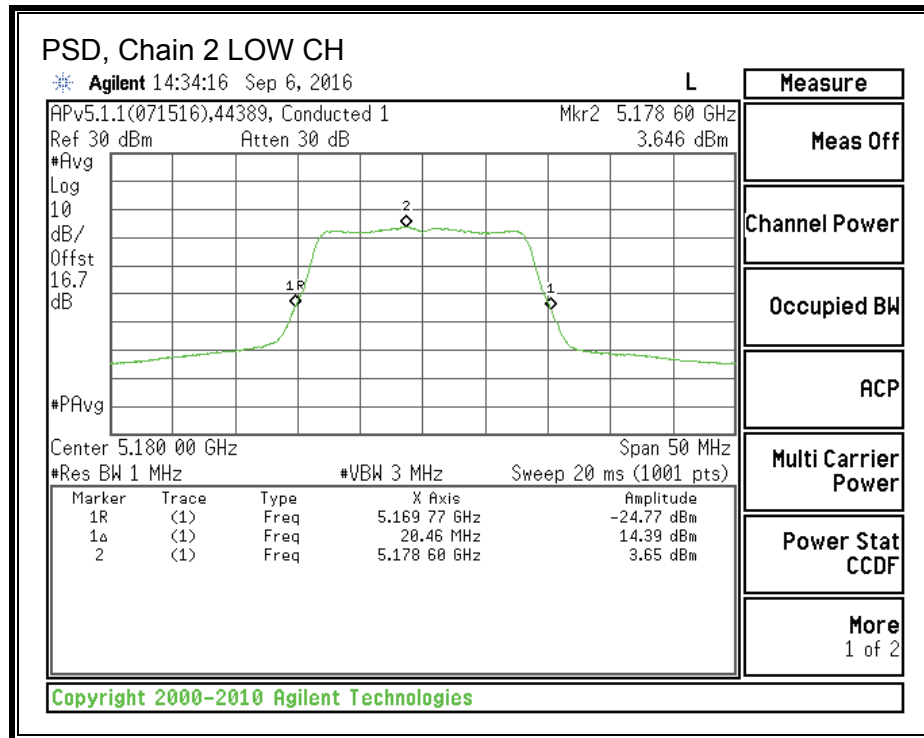 PSD, Chain 2 LOW CH
Agilent 14:34:16 Sep 6, 2016 L
Measure
APv5.1.1(071516),44389, Conducted 1 Mkr2 5.178 60 GHz
Ref 30 dBm Atten 30 dB 3.646 dBm
Meas Off
#Avg
Log
10
dB/
Offst
16.7
dB
2
1R
1
#PAvg
Channel Power
Occupied BW
ACP
Center 5.180 00 GHz Span 50 MHz
#Res BW 1 MHz #VBW 3 MHz Sweep 20 ms (1001 pts)
Multi Carrier
Power
Marker Trace Type X Axis Amplitude
1R (1) Freq 5.169 77 GHz -24.77 dBm
1Δ (1) Freq 20.46 MHz 14.39 dBm
2 (1) Freq 5.178 60 GHz 3.65 dBm
Power Stat
CCDF
More
1 of 2
Copyright 2000-2010 Agilent Technologies